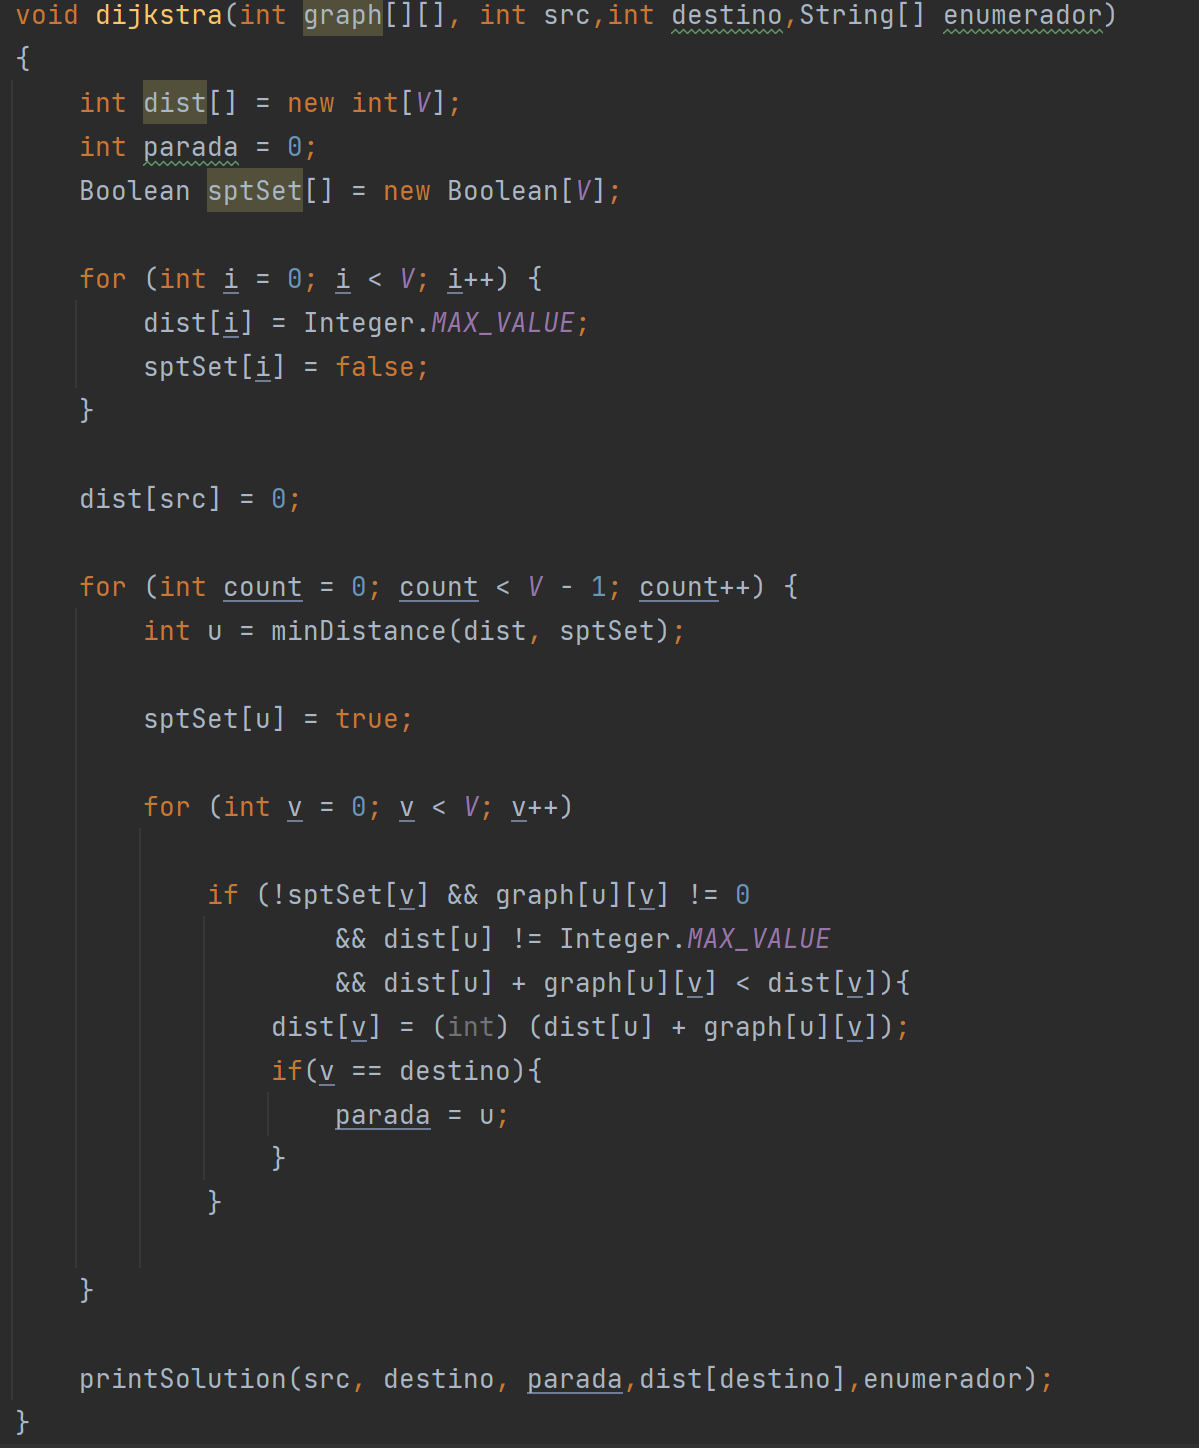 void dijkstra(int graph[][], int src,int destino,String[] enumerador)
{
    int dist[] = new int[V];
    int parada = 0;
    Boolean sptSet[] = new Boolean[V];
    for (int i = 0; i < V; i++) {
        dist[i] = Integer.MAX_VALUE;
        sptSet[i] = false;
    }
    dist[src] = 0;
    for (int count = 0; count < V - 1; count++) {
        int u = minDistance(dist, sptSet);
        sptSet[u] = true;
        for (int v = 0; v < V; v++)
            if (!sptSet[v] && graph[u][v] != 0
                    && dist[u] != Integer.MAX_VALUE
                    && dist[u] + graph[u][v] < dist[v]){
                dist[v] = (int) (dist[u] + graph[u][v]);
                if(v == destino){
                    parada = u;
                }
            }
    }
    printSolution(src, destino, parada,dist[destino],enumerador);
}